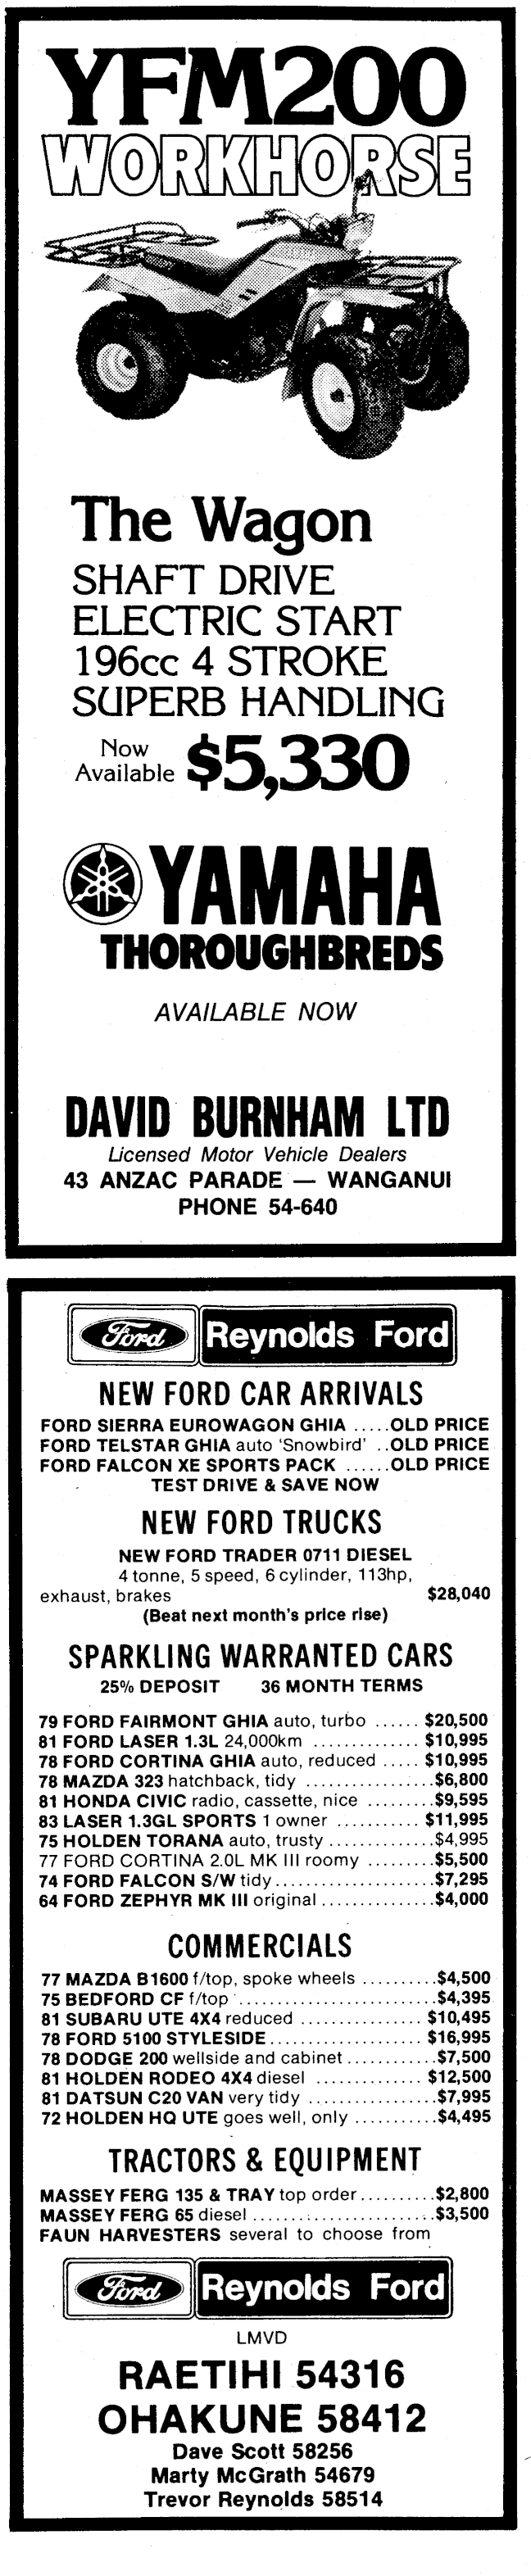 YFM200
WORKHORSE
The Wagon
SHAFT DRIVE
ELECTRIC START
196cc 4 STROKE
SUPERB HANDLING
Now
Available $5,330
YAMAHA
THOROUGHBREDS
AVAILABLE NOW
DAVID BURNHAM LTD
Licensed Motor Vehicle Dealers
43 ANZAC PARADE — WANGANUI
PHONE 54-640
Ford Reynolds Ford
NEW FORD CAR ARRIVALS
FORD SIERRA EUROWAGON GHIA .....OLD PRICE
FORD TELSTAR GHIA auto 'Snowbird' ..OLD PRICE
FORD FALCON XE SPORTS PACK ......OLD PRICE
TEST DRIVE & SAVE NOW
NEW FORD TRUCKS
NEW FORD TRADER 0711 DIESEL
4 tonne, 5 speed, 6 cylinder, 113hp,
exhaust, brakes $28,040
(Beat next month's price rise)
SPARKLING WARRANTED CARS
25% DEPOSIT 36 MONTH TERMS
79 FORD FAIRMONT GHIA auto, turbo ...... $20,500
81 FORD LASER 1.3L 24,000km .............. $10,995
78 FORD CORTINA GHIA auto, reduced ..... $10,995
78 MAZDA 323 hatchback, tidy .................$6,800
81 HONDA CIVIC radio, cassette, nice .........$9,595
83 LASER 1.3GL SPORTS 1 owner ........... $11,995
75 HOLDEN TORANA auto, trusty ..............$4,995
77 FORD CORTINA 2.0L MK III roomy .........$5,500
74 FORD FALCON S/W tidy.....................$7,295
64 FORD ZEPHYR MK III original ...............$4,000
COMMERCIALS
77 MAZDA B1600 f/top, spoke wheels ..........$4,500
75 BEDFORD CF f/top ..........................$4,395
81 SUBARU UTE 4X4 reduced ................ $10,495
78 FORD 5100 STYLESIDE.................... $16,995
78 DODGE 200 wellside and cabinet ............$7,500
81 HOLDEN RODEO 4X4 diesel .............. $12,500
81 DATSUN C20 VAN very tidy .................$7,995
72 HOLDEN HQ UTE goes well, only ...........$4,495
TRACTORS & EQUIPMENT
MASSEY FERG 135 & TRAY top order..........$2,800
MASSEY FERG 65 diesel ........................$3,500
FAUN HARVESTERS several to choose from
Ford Reynolds Ford
LMVD
RAETIHI 54316
OHAKUNE 58412
Dave Scott 58256
Marty McGrath 54679
Trevor Reynolds 58514